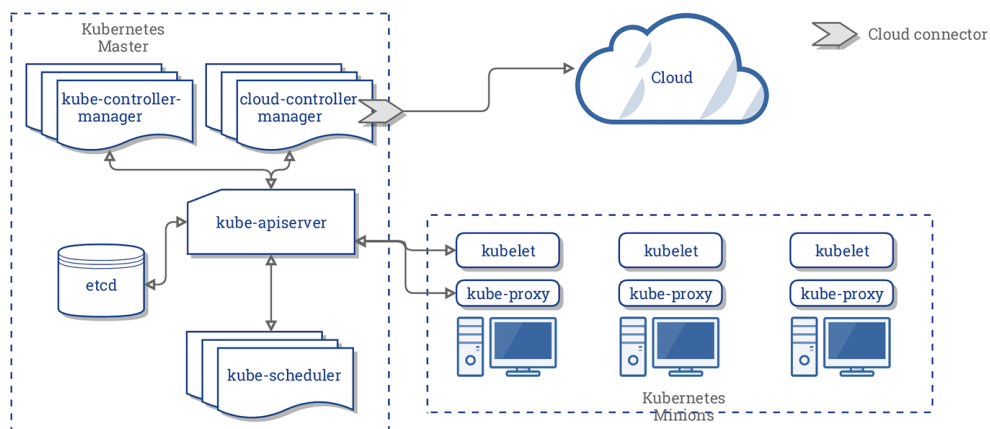 Kubernetes
Master
kube-controller-
manager
cloud-controller
manager
Cloud
Cloud connector
kube-apiserver
etcd
kube-scheduler
kubelet
kubelet
kubelet
kube-proxy
kube-proxy
kube-proxy
Kubernetes
Minions